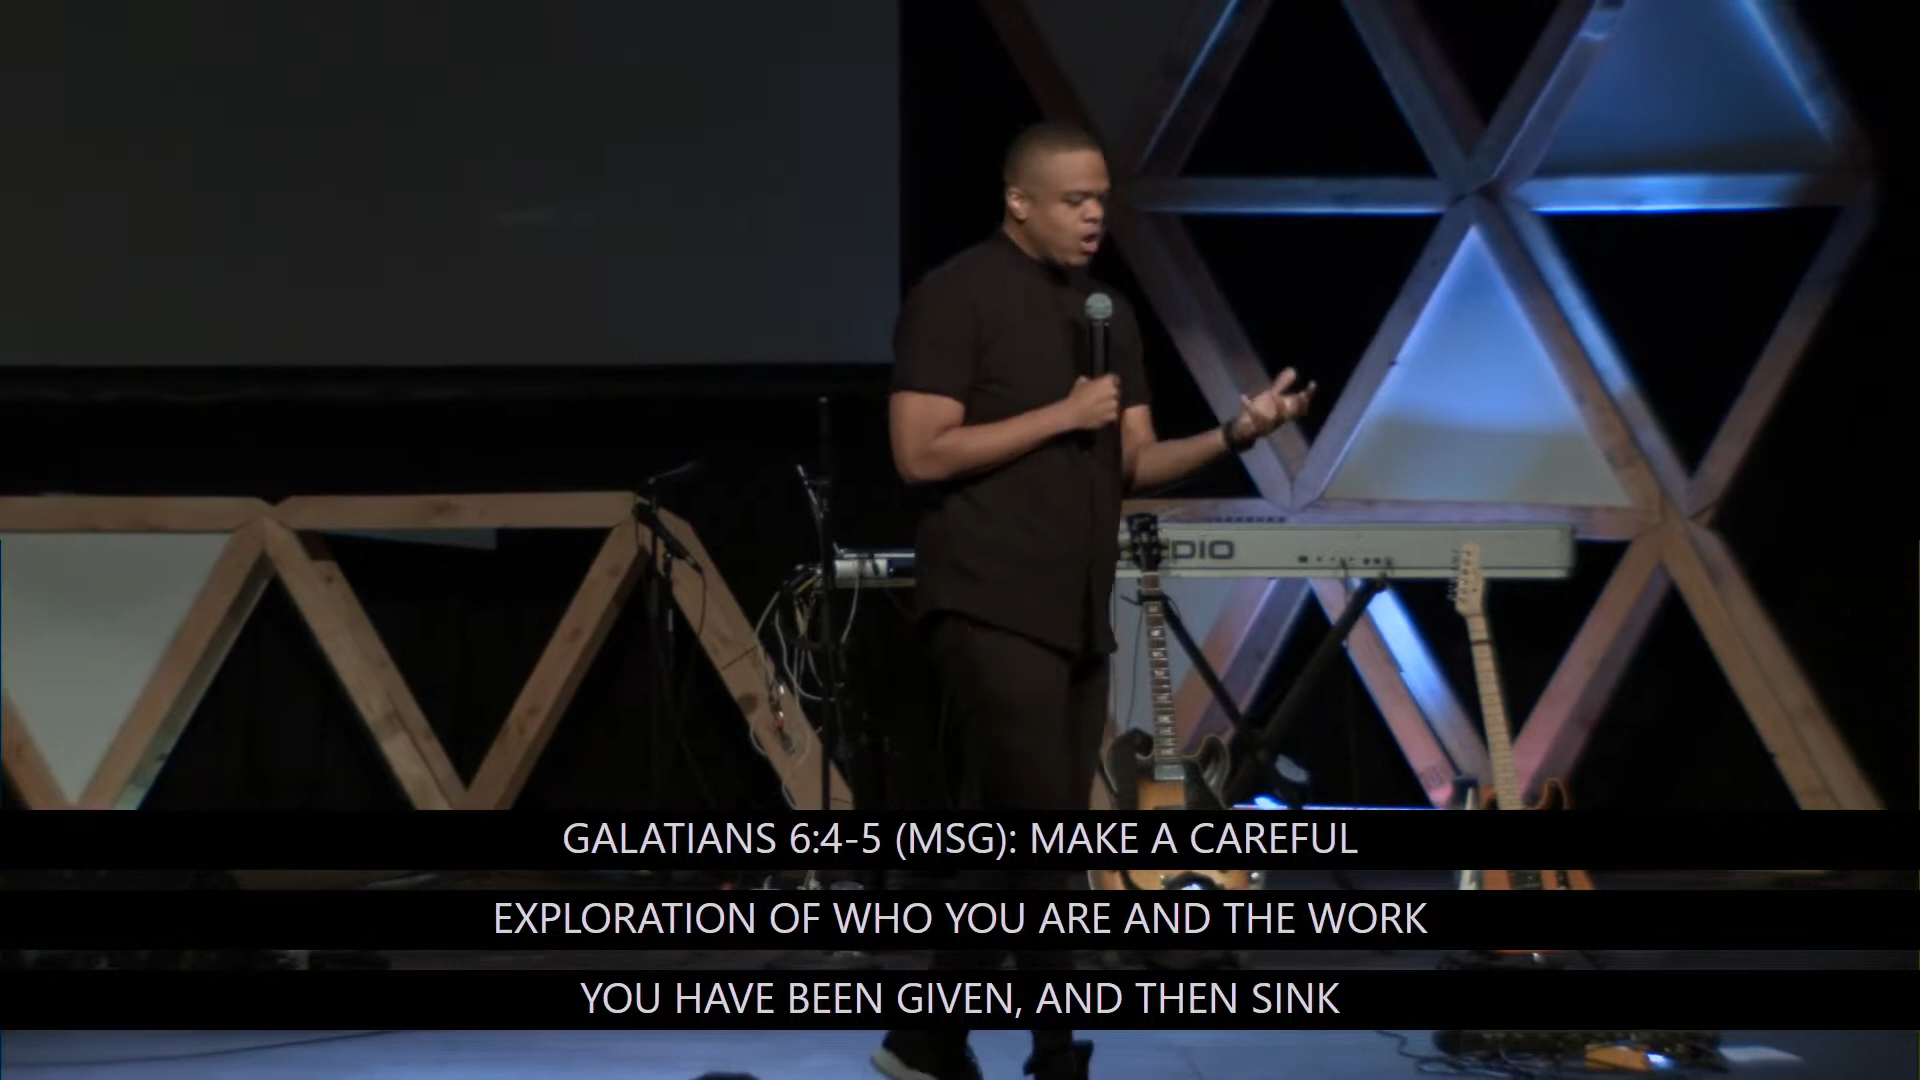 DIO
GALATIANS 6:4-5 (MSG): MAKE A CAREFUL
EXPLORATION OF WHO YOU ARE AND THE WORK
YOU HAVE BEEN GIVEN, AND THEN SINK